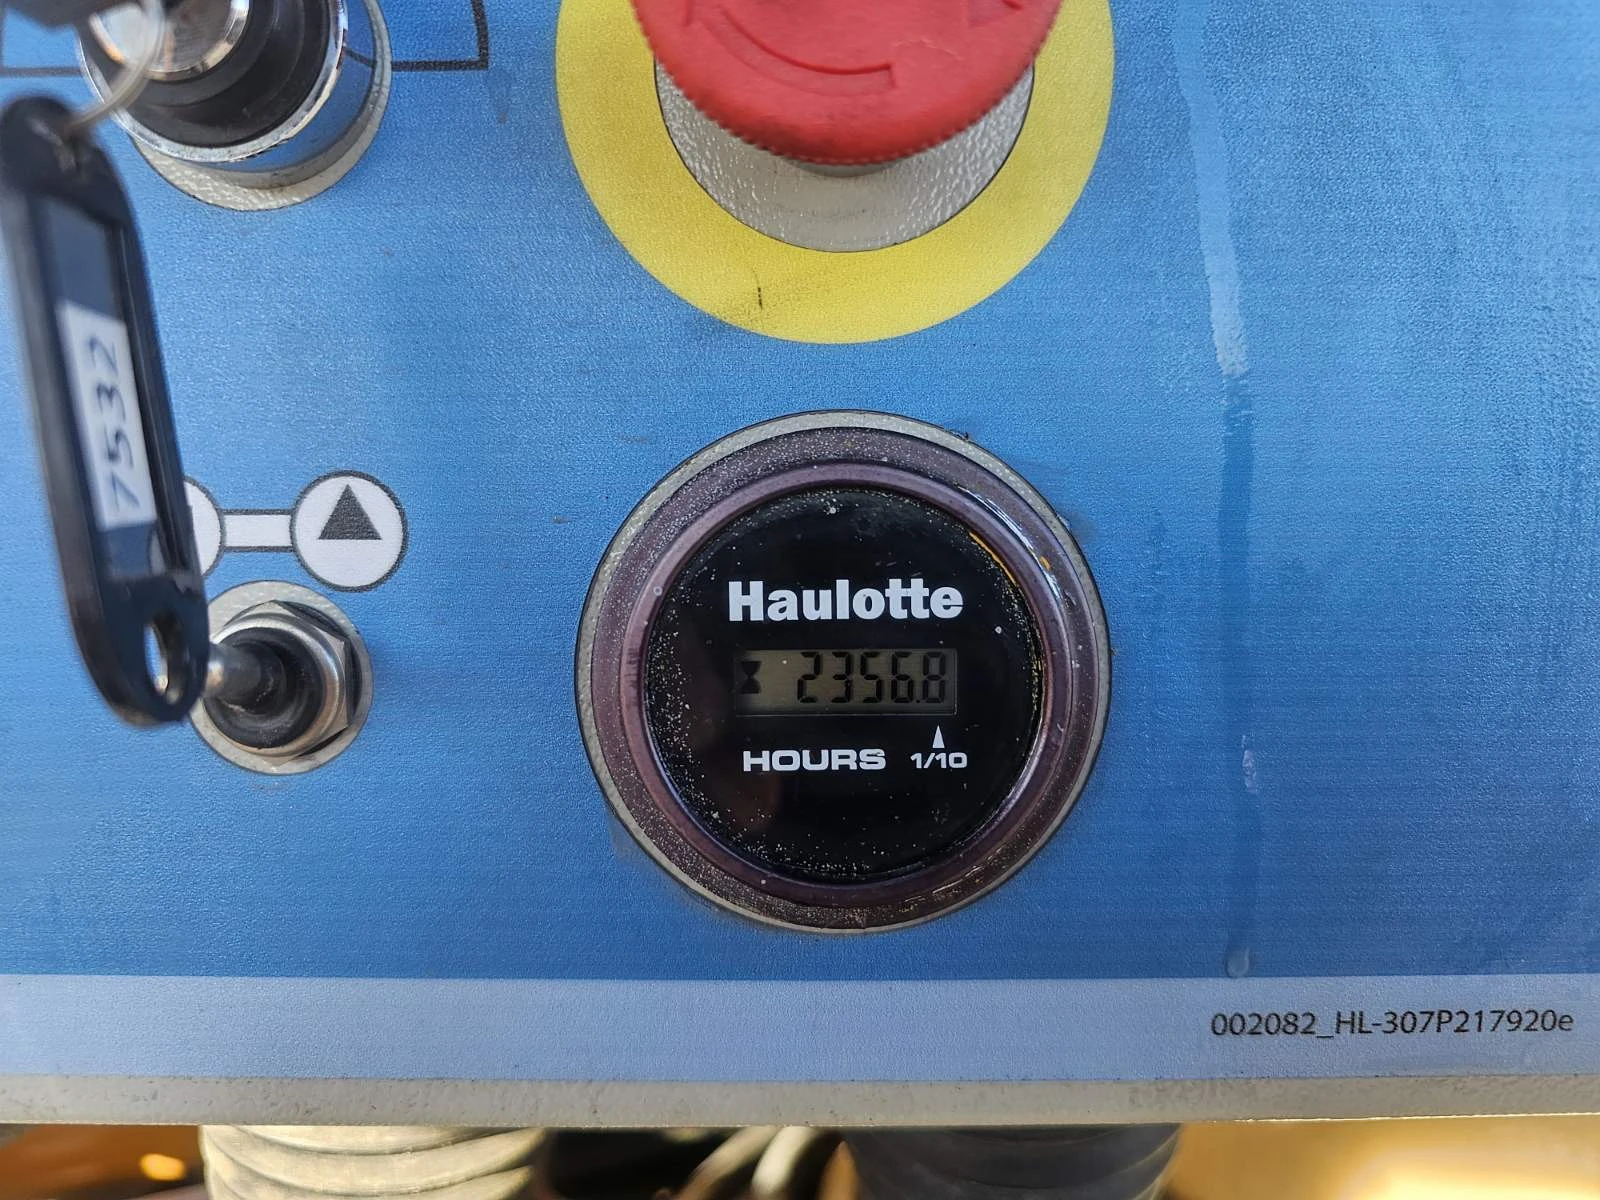 7532
Haulotte
2356.8
HOURS 1/10
002082_HL-307P217920e